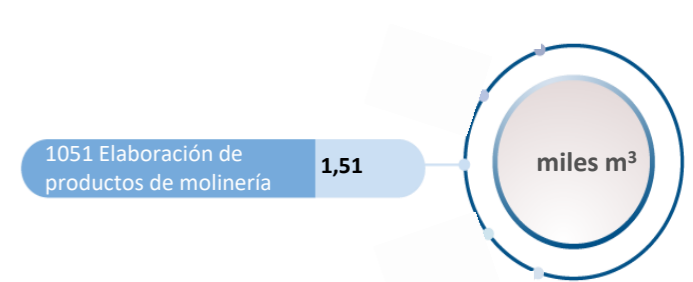 1051 Elaboración de
productos de molinería
1,51
miles m³